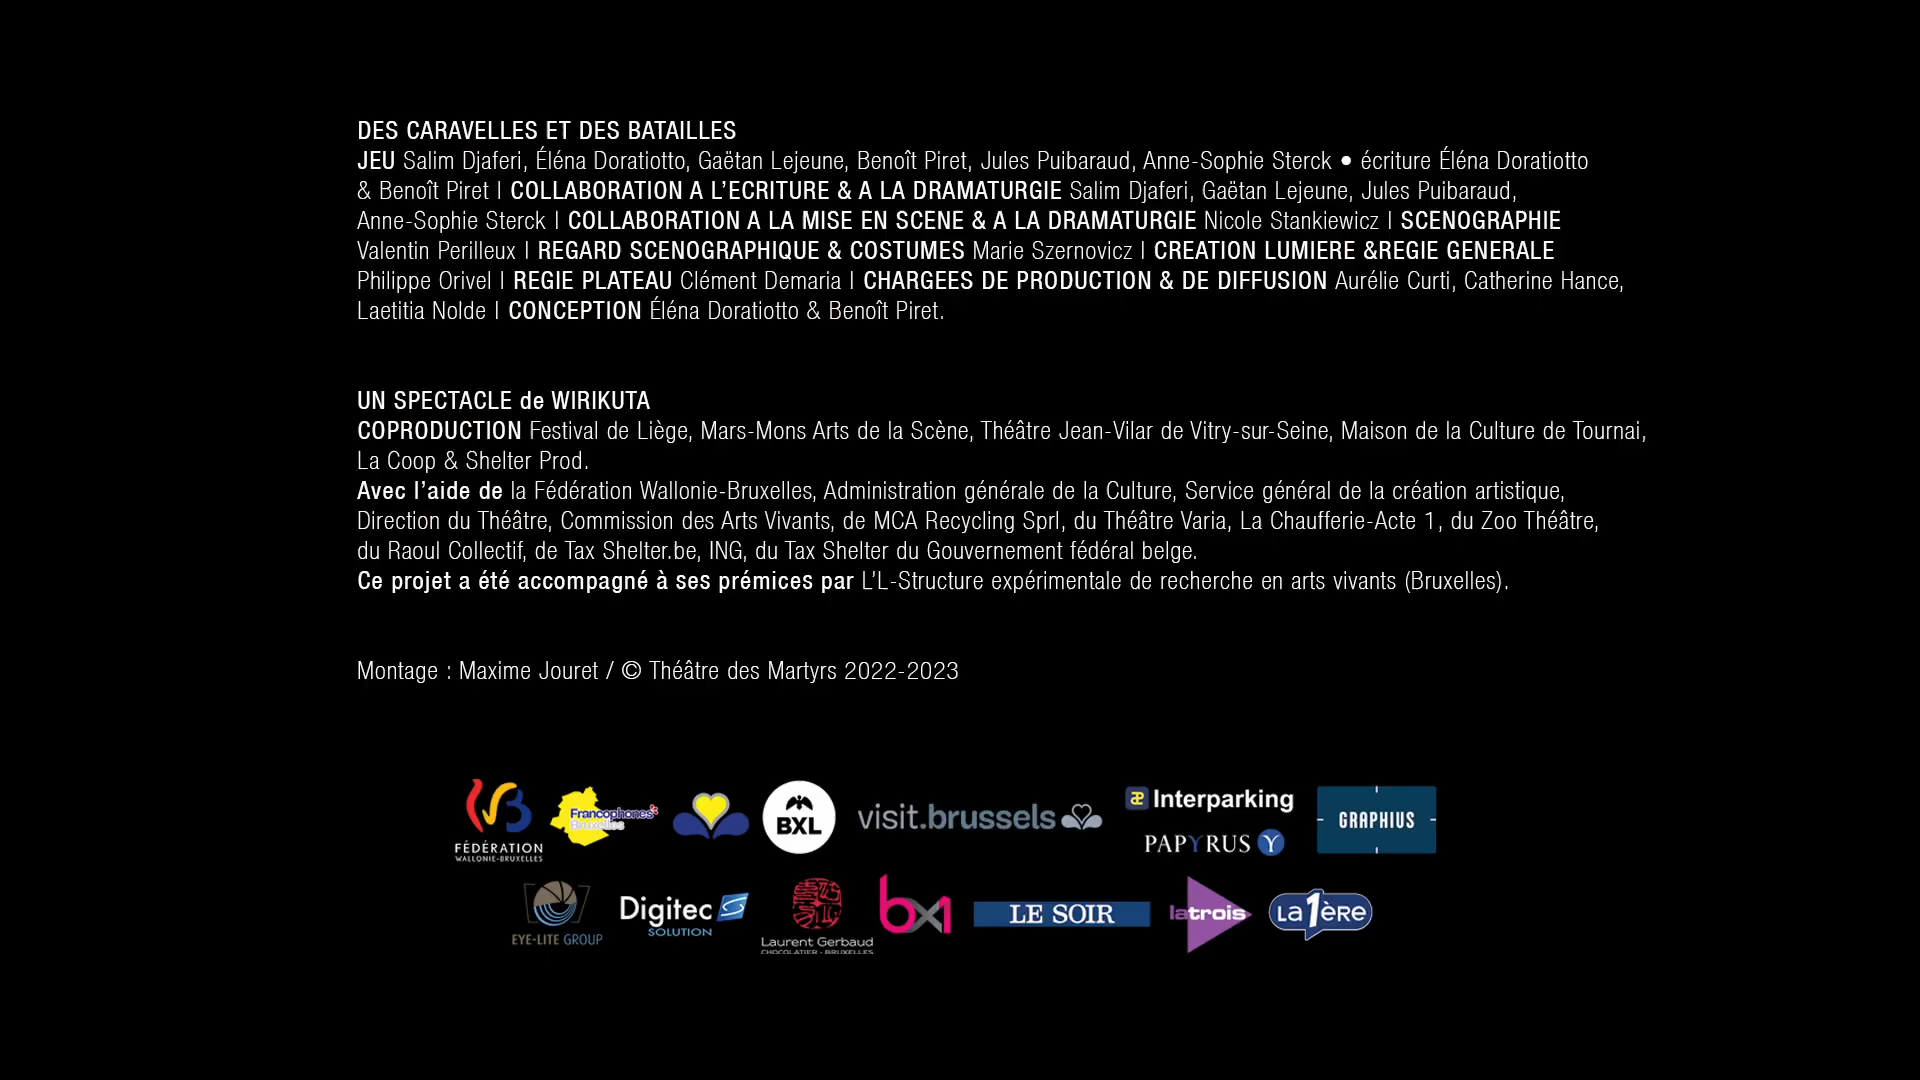 DES CARAVELLES ET DES BATAILLES
JEU Salim Djaferi, Éléna Doratiotto, Gaëtan Lejeune, Benoît Piret, Jules Puibaraud, Anne-Sophie Sterck • écriture Éléna Doratiotto
& Benoît Piret I COLLABORATION A L’ECRITURE & A LA DRAMATURGIE Salim Djaferi, Gaëtan Lejeune, Jules Puibaraud,
Anne-Sophie Sterck I COLLABORATION A LA MISE EN SCENE & A LA DRAMATURGIE Nicole Stankiewicz I SCENOGRAPHIE
Valentin Perilleux I REGARD SCENOGRAPHIQUE & COSTUMES Marie Szernovicz I CREATION LUMIERE &REGIE GENERALE
Philippe Orivel I REGIE PLATEAU Clément Demaria I CHARGEES DE PRODUCTION & DE DIFFUSION Aurélie Curti, Catherine Hance,
Laetitia Nolde I CONCEPTION Éléna Doratiotto & Benoît Piret.
UN SPECTACLE de WIRIKUTA
COPRODUCTION Festival de Liège, Mars-Mons Arts de la Scène, Théâtre Jean-Vilar de Vitry-sur-Seine, Maison de la Culture de Tournai,
La Coop & Shelter Prod.
Avec l’aide de la Fédération Wallonie-Bruxelles, Administration générale de la Culture, Service général de la création artistique,
Direction du Théâtre, Commission des Arts Vivants, de MCA Recycling Sprl, du Théâtre Varia, La Chaufferie-Acte 1, du Zoo Théâtre,
du Raoul Collectif, de Tax Shelter.be, ING, du Tax Shelter du Gouvernement fédéral belge.
Ce projet a été accompagné à ses prémices par L’L-Structure expérimentale de recherche en arts vivants (Bruxelles).
Montage : Maxime Jouret / © Théâtre des Martyrs 2022-2023
FÉDÉRATION
WALLONIE-BRUXELLES
Francophones
Bruxelles
BXL
visit.brussels
Interparking
PAPYRUS
GRAPHIUS
EYE-LITE GROUP
Digitec
SOLUTION
Laurent Gerbaud
CHOCOLATIER - BRUXELLES
bx1
LE SOIR
latrois
LA 1ÈRE